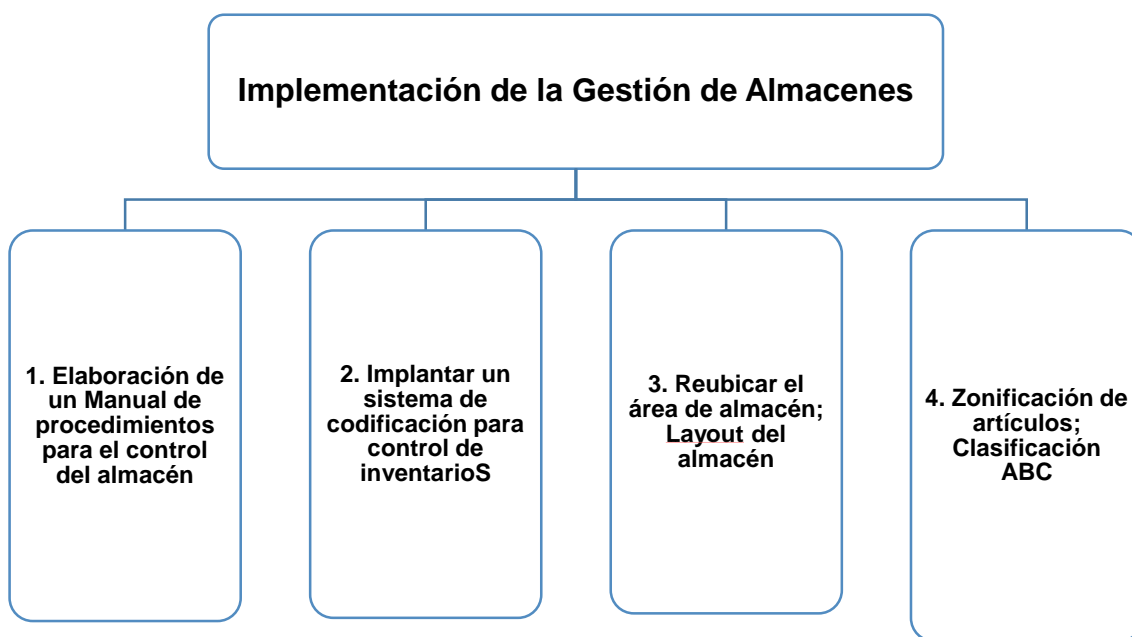 Implementación de la Gestión de Almacenes
1. Elaboración de
un Manual de
procedimientos
para el control
del almacén
2. Implantar un
sistema de
codificación para
control de
inventarioS
3. Reubicar el
área de almacén;
Layout del
almacén
4. Zonificación de
artículos;
Clasificación
ABC